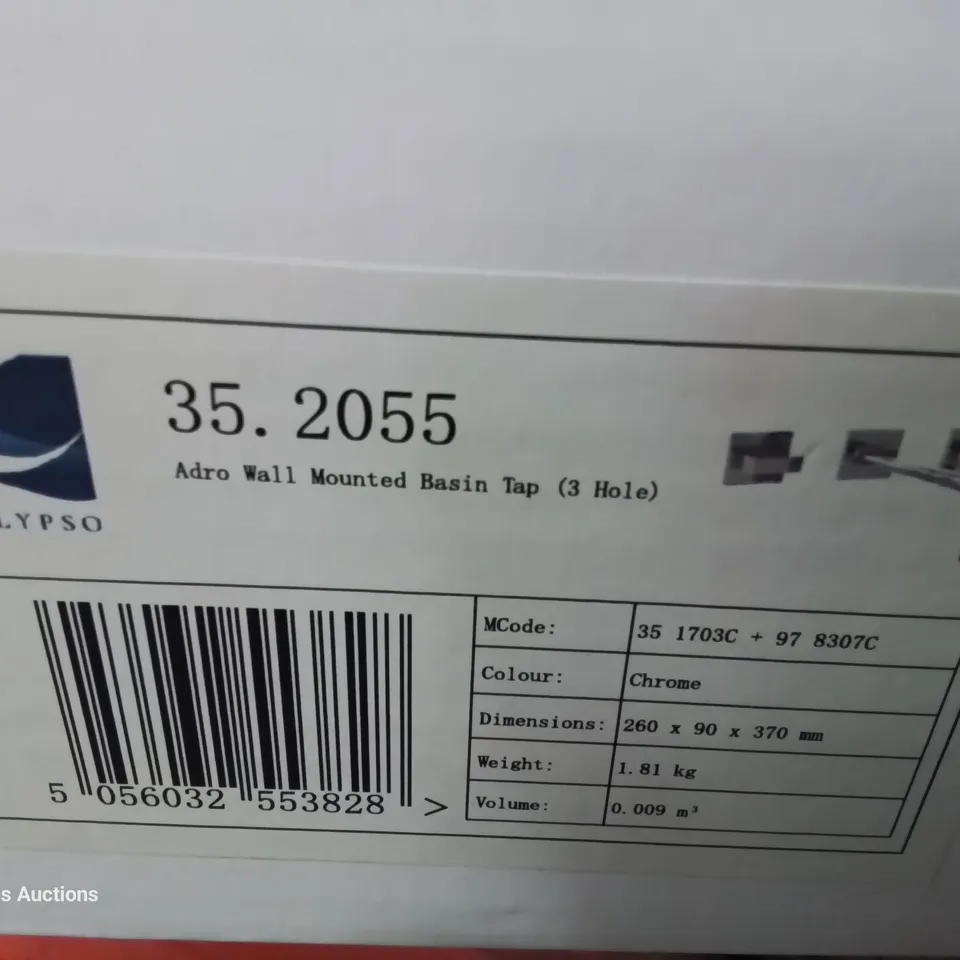 35.2055
Adro Wall Mounted Basin Tap (3 Hole)
LYPSO
MCode: 35 1703C + 97 8307C
Colour: Chrome
Dimensions: 260 x 90 x 370 mm
Weight: 1.81 kg
Volume: 0.009 m³
5 056032 553828 >
s Auctions